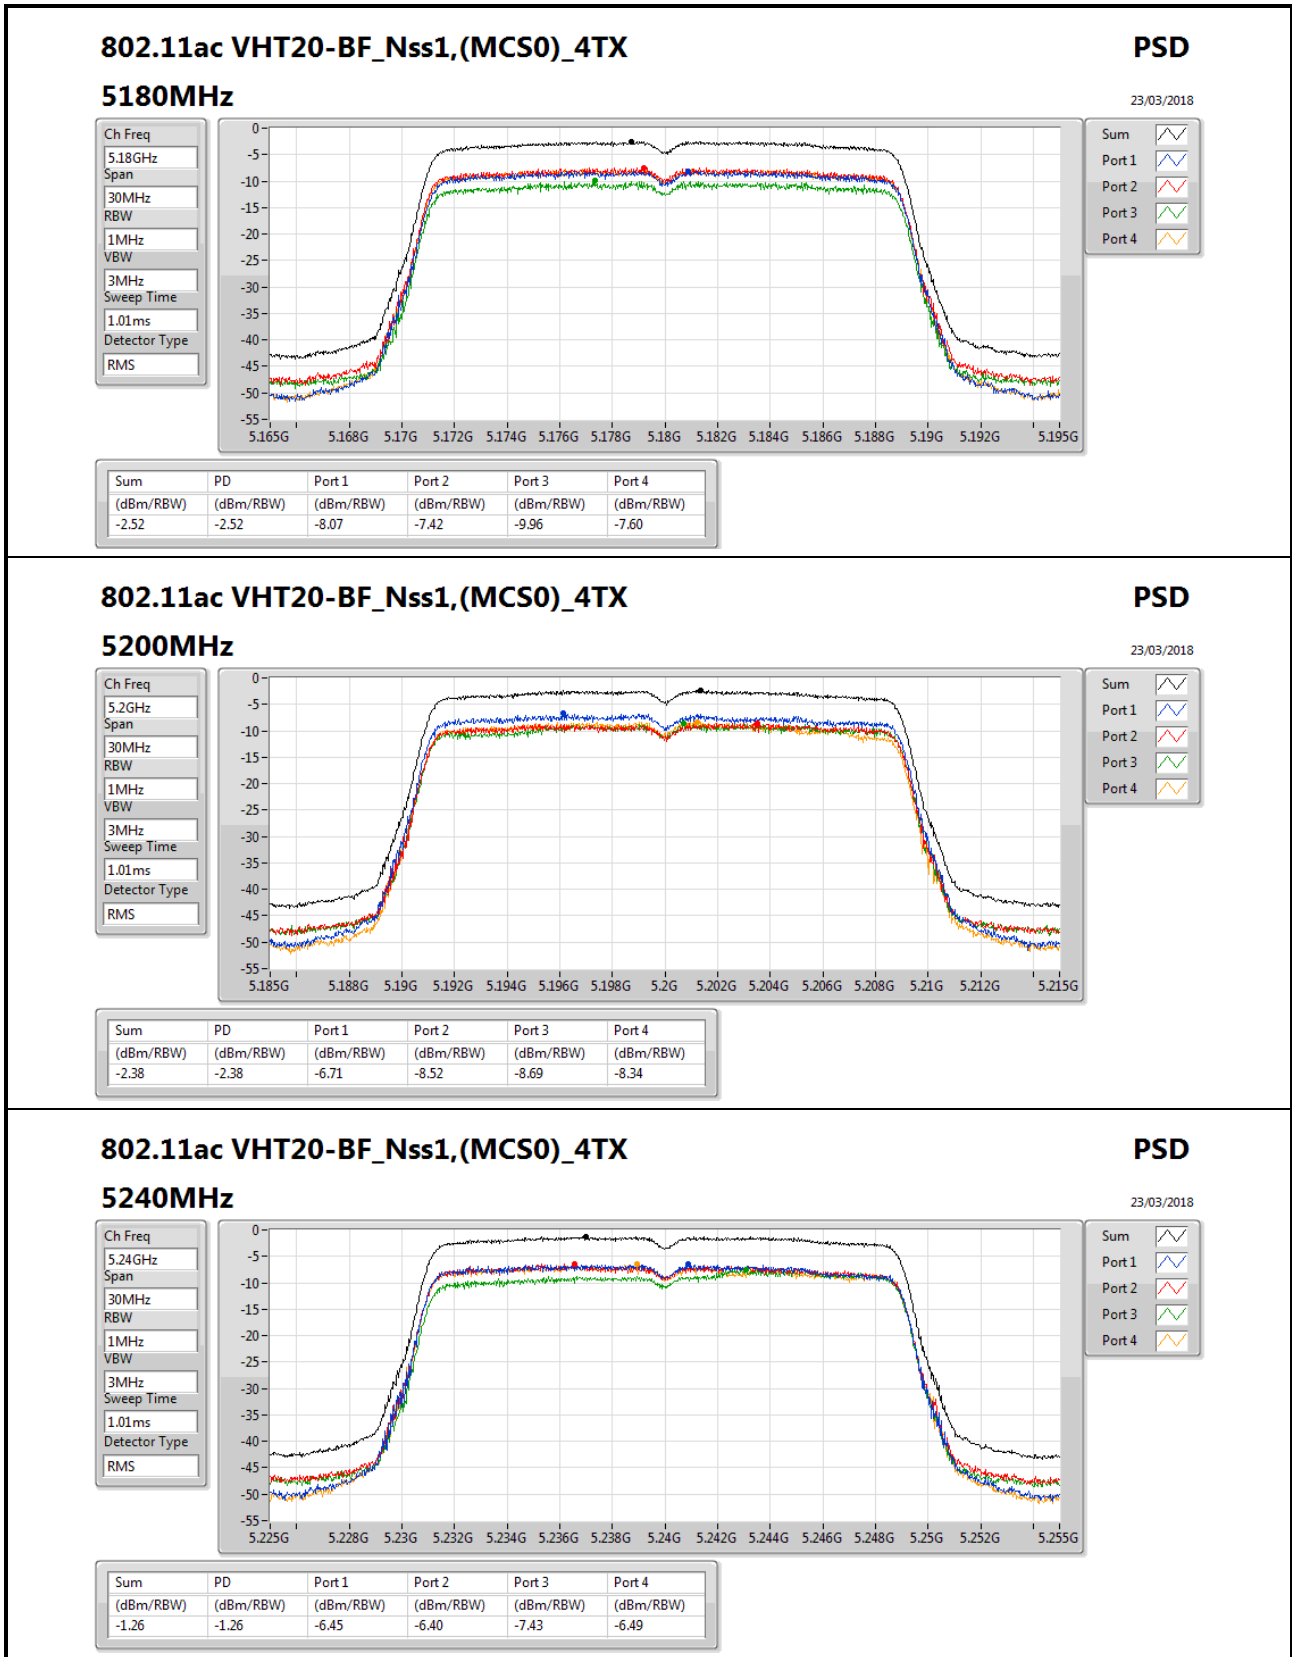 802.11ac VHT20-BF_Nss1,(MCS0)_4TX PSD
5180MHz 23/03/2018
Ch Freq
5.18GHz
Span
30MHz
RBW
1MHz
VBW
3MHz
Sweep Time
1.01ms
Detector Type
RMS
0
-5
-10
-15
-20
-25
-30
-35
-40
-45
-50
-55
5.165G 5.168G 5.17G 5.172G 5.174G 5.176G 5.178G 5.18G 5.182G 5.184G 5.186G 5.188G 5.19G 5.192G 5.195G
Sum
Port 1
Port 2
Port 3
Port 4
Sum PD Port 1 Port 2 Port 3 Port 4
(dBm/RBW) (dBm/RBW) (dBm/RBW) (dBm/RBW) (dBm/RBW) (dBm/RBW)
-2.52 -2.52 -8.07 -7.42 -9.96 -7.60
802.11ac VHT20-BF_Nss1,(MCS0)_4TX PSD
5200MHz 23/03/2018
Ch Freq
5.2GHz
Span
30MHz
RBW
1MHz
VBW
3MHz
Sweep Time
1.01ms
Detector Type
RMS
0
-5
-10
-15
-20
-25
-30
-35
-40
-45
-50
-55
5.185G 5.188G 5.19G 5.192G 5.194G 5.196G 5.198G 5.2G 5.202G 5.204G 5.206G 5.208G 5.21G 5.212G 5.215G
Sum
Port 1
Port 2
Port 3
Port 4
Sum PD Port 1 Port 2 Port 3 Port 4
(dBm/RBW) (dBm/RBW) (dBm/RBW) (dBm/RBW) (dBm/RBW) (dBm/RBW)
-2.38 -2.38 -6.71 -8.52 -8.69 -8.34
802.11ac VHT20-BF_Nss1,(MCS0)_4TX PSD
5240MHz 23/03/2018
Ch Freq
5.24GHz
Span
30MHz
RBW
1MHz
VBW
3MHz
Sweep Time
1.01ms
Detector Type
RMS
0
-5
-10
-15
-20
-25
-30
-35
-40
-45
-50
-55
5.225G 5.228G 5.23G 5.232G 5.234G 5.236G 5.238G 5.24G 5.242G 5.244G 5.246G 5.248G 5.25G 5.252G 5.255G
Sum
Port 1
Port 2
Port 3
Port 4
Sum PD Port 1 Port 2 Port 3 Port 4
(dBm/RBW) (dBm/RBW) (dBm/RBW) (dBm/RBW) (dBm/RBW) (dBm/RBW)
-1.26 -1.26 -6.45 -6.40 -7.43 -6.49